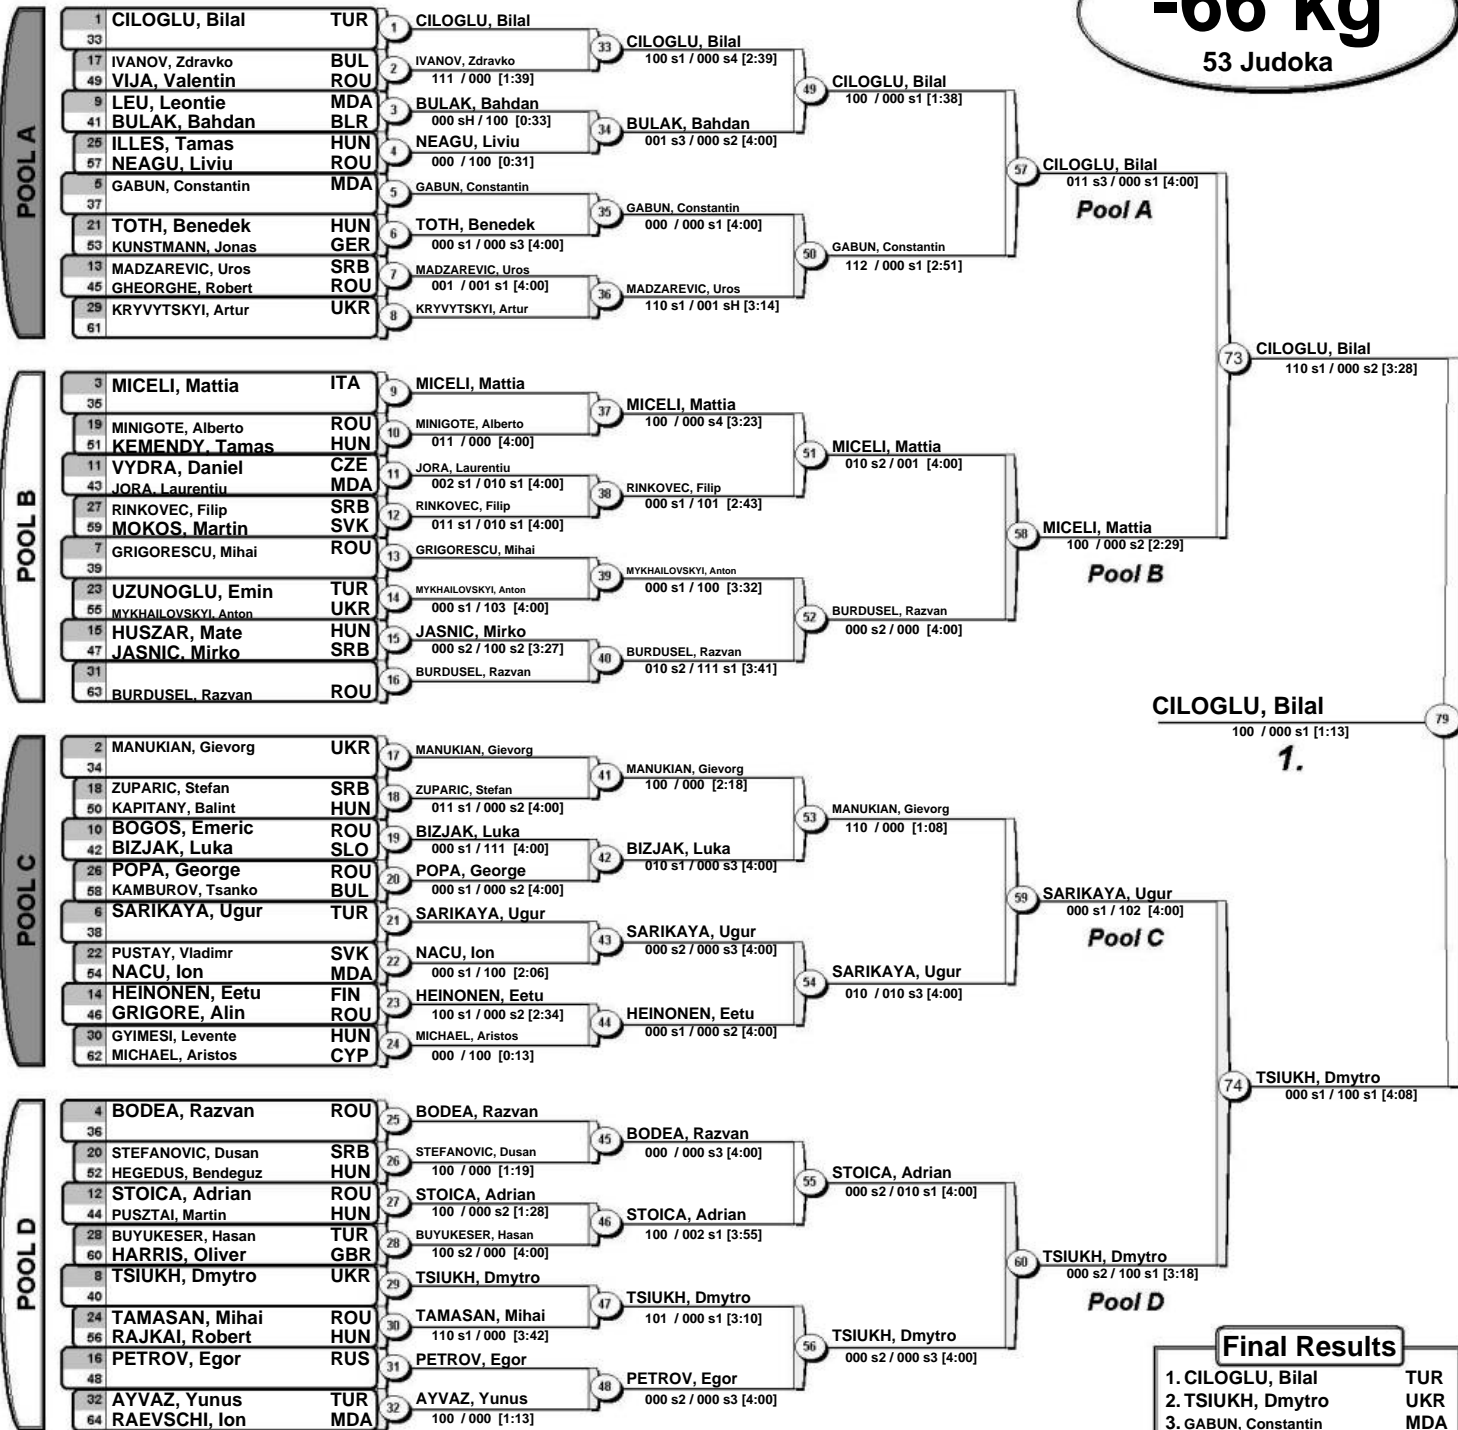 -66 kg
53 Judoka
POOL A
1 CILOGLU, Bilal TUR
33
17 IVANOV, Zdravko BUL
49 VIJA, Valentin ROU
9 LEU, Leontie MDA
41 BULAK, Bahdan BLR
25 ILLES, Tamas HUN
57 NEAGU, Liviu ROU
5 GABUN, Constantin MDA
37
21 TOTH, Benedek HUN
53 KUNSTMANN, Jonas GER
13 MADZAREVIC, Uros SRB
45 GHEORGHE, Robert ROU
29 KRYVYTSKYI, Artur UKR
61
1 CILOGLU, Bilal
2 IVANOV, Zdravko
111 / 000 [1:39]
3 BULAK, Bahdan
000 sH / 100 [0:33]
4 NEAGU, Liviu
000 / 100 [0:31]
5 GABUN, Constantin
6 TOTH, Benedek
000 s1 / 000 s3 [4:00]
7 MADZAREVIC, Uros
001 / 001 s1 [4:00]
8 KRYVYTSKYI, Artur
33 CILOGLU, Bilal
100 s1 / 000 s4 [2:39]
34 BULAK, Bahdan
001 s3 / 000 s2 [4:00]
35 GABUN, Constantin
000 / 000 s1 [4:00]
36 MADZAREVIC, Uros
110 s1 / 001 sH [3:14]
49 CILOGLU, Bilal
100 / 000 s1 [1:38]
50 GABUN, Constantin
112 / 000 s1 [2:51]
57 CILOGLU, Bilal
011 s3 / 000 s1 [4:00]
Pool A
POOL B
3 MICELI, Mattia ITA
35
19 MINIGOTE, Alberto ROU
51 KEMENDY, Tamas HUN
11 VYDRA, Daniel CZE
43 JORA, Laurentiu MDA
27 RINKOVEC, Filip SRB
59 MOKOS, Martin SVK
7 GRIGORESCU, Mihai ROU
39
23 UZUNOGLU, Emin TUR
55 MYKHAILOVSKYI, Anton UKR
15 HUSZAR, Mate HUN
47 JASNIC, Mirko SRB
31
63 BURDUSEL, Razvan ROU
9 MICELI, Mattia
10 MINIGOTE, Alberto
011 / 000 [4:00]
11 JORA, Laurentiu
002 s1 / 010 s1 [4:00]
12 RINKOVEC, Filip
011 s1 / 010 s1 [4:00]
13 GRIGORESCU, Mihai
14 MYKHAILOVSKYI, Anton
000 s1 / 103 [4:00]
15 JASNIC, Mirko
000 s2 / 100 s2 [3:27]
16 BURDUSEL, Razvan
37 MICELI, Mattia
100 / 000 s4 [3:23]
38 RINKOVEC, Filip
000 s1 / 101 [2:43]
39 MYKHAILOVSKYI, Anton
000 s1 / 100 [3:32]
40 BURDUSEL, Razvan
010 s2 / 111 s1 [3:41]
51 MICELI, Mattia
010 s2 / 001 [4:00]
52 BURDUSEL, Razvan
000 s2 / 000 [4:00]
58 MICELI, Mattia
100 / 000 s2 [2:29]
Pool B
73 CILOGLU, Bilal
110 s1 / 000 s2 [3:28]
CILOGLU, Bilal 79
100 / 000 s1 [1:13]
1.
POOL C
2 MANUKIAN, Gievorg UKR
34
18 ZUPARIC, Stefan SRB
50 KAPITANY, Balint HUN
10 BOGOS, Emeric ROU
42 BIZJAK, Luka SLO
26 POPA, George ROU
58 KAMBUROV, Tsanko BUL
6 SARIKAYA, Ugur TUR
38
22 PUSTAY, Vladimr SVK
54 NACU, Ion MDA
14 HEINONEN, Eetu FIN
46 GRIGORE, Alin ROU
30 GYIMESI, Levente HUN
62 MICHAEL, Aristos CYP
17 MANUKIAN, Gievorg
18 ZUPARIC, Stefan
011 s1 / 000 s2 [4:00]
19 BIZJAK, Luka
000 s1 / 111 [4:00]
20 POPA, George
000 s1 / 000 s2 [4:00]
21 SARIKAYA, Ugur
22 NACU, Ion
000 s1 / 100 [2:06]
23 HEINONEN, Eetu
100 s1 / 000 s2 [2:34]
24 MICHAEL, Aristos
000 / 100 [0:13]
41 MANUKIAN, Gievorg
100 / 000 [2:18]
42 BIZJAK, Luka
010 s1 / 000 s3 [4:00]
43 SARIKAYA, Ugur
000 s2 / 000 s3 [4:00]
44 HEINONEN, Eetu
000 s1 / 000 s2 [4:00]
53 MANUKIAN, Gievorg
110 / 000 [1:08]
54 SARIKAYA, Ugur
010 / 010 s3 [4:00]
59 SARIKAYA, Ugur
000 s1 / 102 [4:00]
Pool C
POOL D
4 BODEA, Razvan ROU
36
20 STEFANOVIC, Dusan SRB
52 HEGEDUS, Bendeguz HUN
12 STOICA, Adrian ROU
44 PUSZTAI, Martin HUN
28 BUYUKESER, Hasan TUR
60 HARRIS, Oliver GBR
8 TSIUKH, Dmytro UKR
40
24 TAMASAN, Mihai ROU
56 RAJKAI, Robert HUN
16 PETROV, Egor RUS
48
32 AYVAZ, Yunus TUR
64 RAEVSCHI, Ion MDA
25 BODEA, Razvan
26 STEFANOVIC, Dusan
100 / 000 [1:19]
27 STOICA, Adrian
100 / 000 s2 [1:28]
28 BUYUKESER, Hasan
100 s2 / 000 [4:00]
29 TSIUKH, Dmytro
30 TAMASAN, Mihai
110 s1 / 000 [3:42]
31 PETROV, Egor
32 AYVAZ, Yunus
100 / 000 [1:13]
45 BODEA, Razvan
000 / 000 s3 [4:00]
46 STOICA, Adrian
100 / 002 s1 [3:55]
47 TSIUKH, Dmytro
101 / 000 s1 [3:10]
48 PETROV, Egor
000 s2 / 000 s3 [4:00]
55 STOICA, Adrian
000 s2 / 010 s1 [4:00]
56 TSIUKH, Dmytro
000 s2 / 000 s3 [4:00]
60 TSIUKH, Dmytro
000 s2 / 100 s1 [3:18]
Pool D
74 TSIUKH, Dmytro
000 s1 / 100 s1 [4:08]
Final Results
1. CILOGLU, Bilal TUR
2. TSIUKH, Dmytro UKR
3. GABUN, Constantin MDA